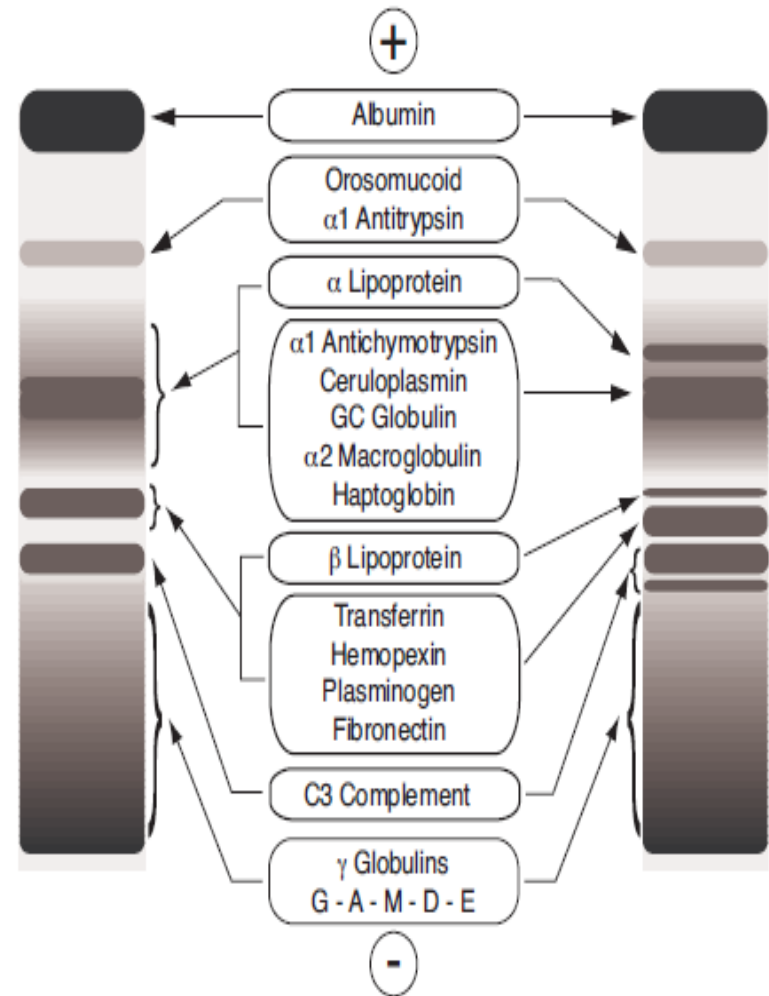 +
Albumin
Orosomucoid
α1 Antitrypsin
α Lipoprotein
α1 Antichymotrypsin
Ceruloplasmin
GC Globulin
α2 Macroglobulin
Haptoglobin
β Lipoprotein
Transferrin
Hemopexin
Plasminogen
Fibronectin
C3 Complement
γ Globulins
G - A - M - D - E
-